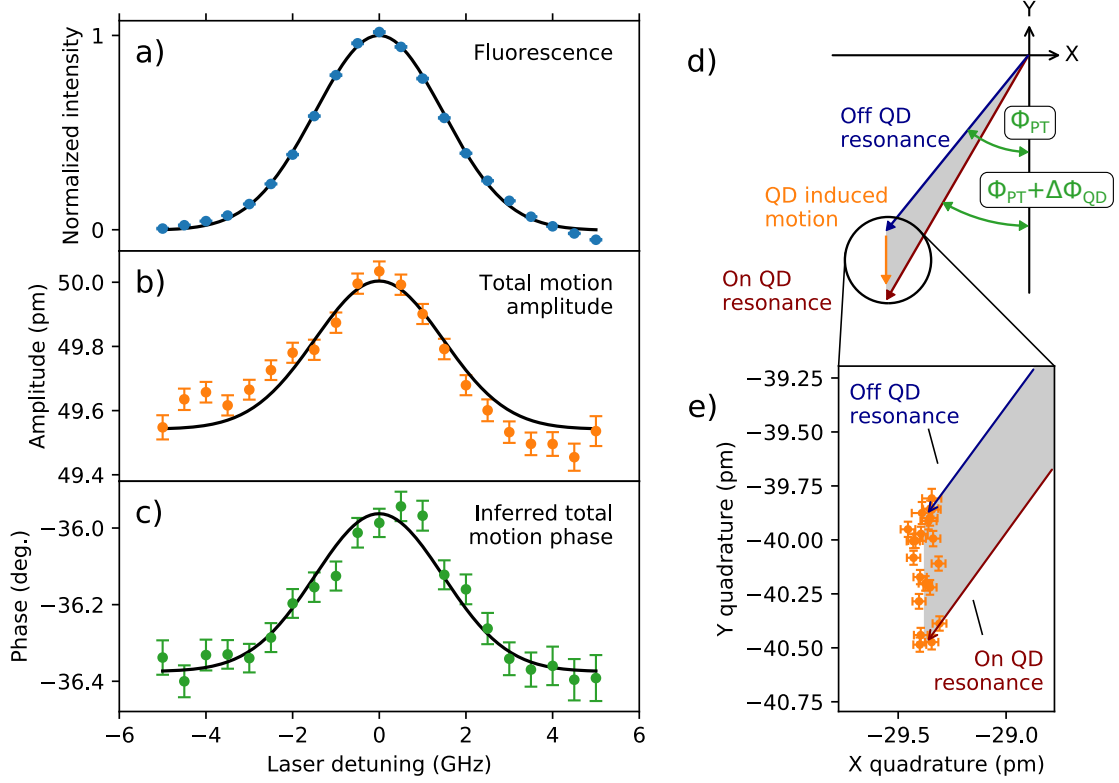 a)
Fluorescence
Normalized intensity
1
0
b)
Total motion
amplitude
Amplitude (pm)
50.0
49.8
49.6
49.4
c)
Inferred total
motion phase
Phase (deg.)
−36.0
−36.2
−36.4
−6
−4
−2
0
2
4
6
Laser detuning (GHz)
d)
Y
X
Off QD
resonance
Φ_PT
QD induced
motion
Φ_PT+ΔΦ_QD
On QD
resonance
e)
Off QD
resonance
On QD
resonance
Y quadrature (pm)
−39.25
−39.50
−39.75
−40.00
−40.25
−40.50
−40.75
−29.5
−29.0
X quadrature (pm)